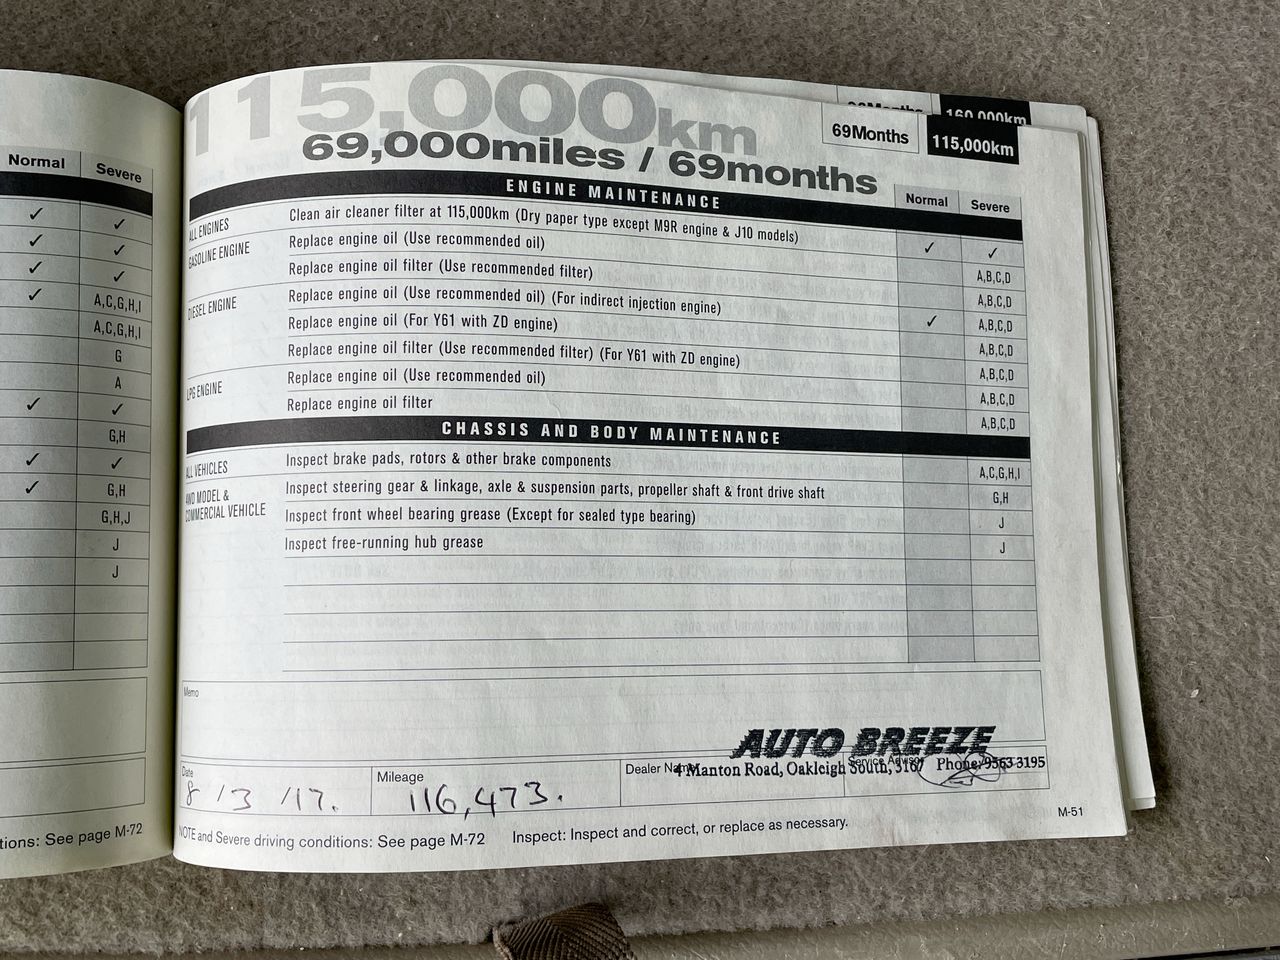 Normal Severe
✓ ✓
✓ ✓
✓ ✓
✓ A,C,G,H,I
A,C,G,H,I
G
A
✓ ✓
G,H
✓ ✓
✓ G,H
G,H,J
J
J
tions: See page M-72
160,000km
115,000km
69,000miles / 69months
69Months 115,000km
ENGINE MAINTENANCE Normal Severe
ALL ENGINES Clean air cleaner filter at 115,000km (Dry paper type except M9R engine & J10 models) ✓ ✓
GASOLINE ENGINE Replace engine oil (Use recommended oil) A,B,C,D
Replace engine oil filter (Use recommended filter) A,B,C,D
DIESEL ENGINE Replace engine oil (Use recommended oil) (For indirect injection engine) ✓ A,B,C,D
Replace engine oil (For Y61 with ZD engine) A,B,C,D
Replace engine oil filter (Use recommended filter) (For Y61 with ZD engine) A,B,C,D
LPG ENGINE Replace engine oil (Use recommended oil) A,B,C,D
Replace engine oil filter A,B,C,D
CHASSIS AND BODY MAINTENANCE
ALL VEHICLES Inspect brake pads, rotors & other brake components A,C,G,H,I
4WD MODEL & COMMERCIAL VEHICLE Inspect steering gear & linkage, axle & suspension parts, propeller shaft & front drive shaft G,H
Inspect front wheel bearing grease (Except for sealed type bearing) J
Inspect free-running hub grease J
Memo
AUTO BREEZE
4 Manton Road, Oakleigh South, 3167 Phone: 9563 3195
Date Mileage Dealer Name Service Advisor
8/3/17. 116,473.
NOTE and Severe driving conditions: See page M-72 Inspect: Inspect and correct, or replace as necessary.
M-51